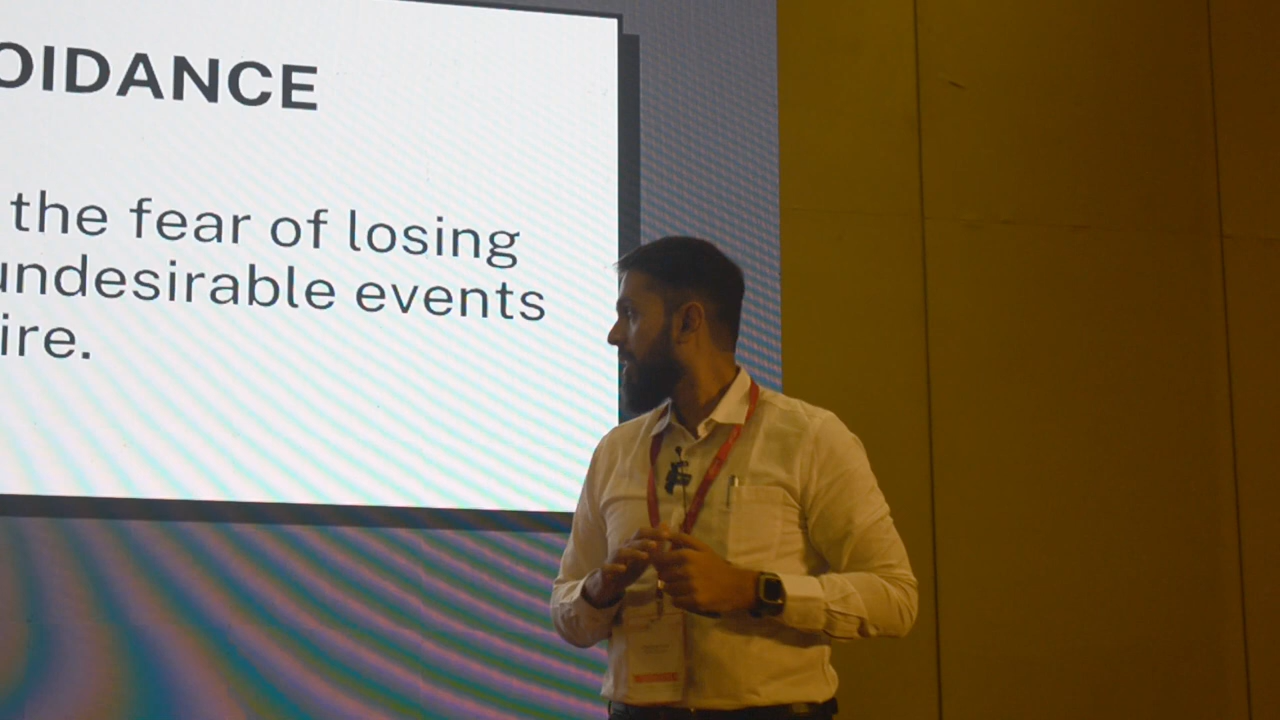 OIDANCE
the fear of losing
undesirable events
ire.